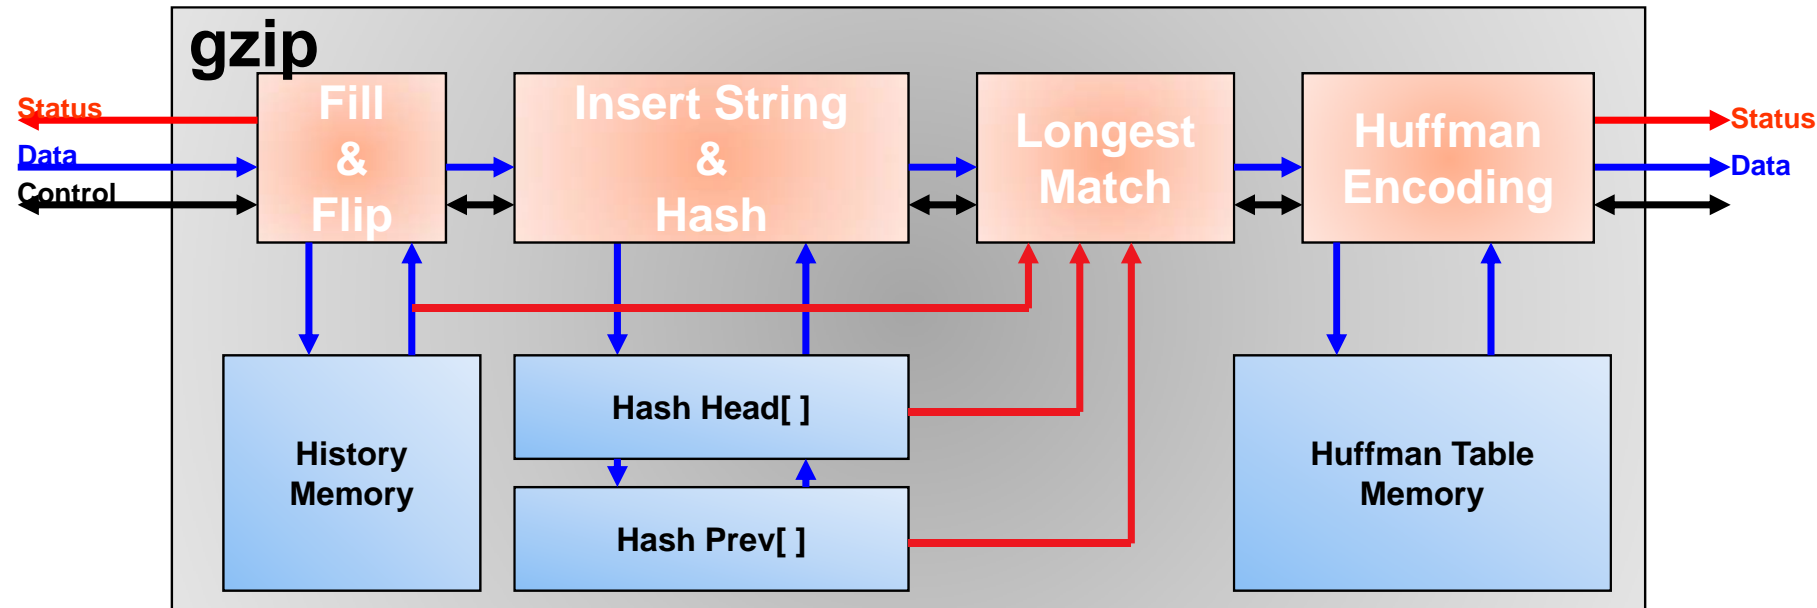 gzip
Status
Data
Control
Fill
&
Flip
Insert String
&
Hash
Longest
Match
Huffman
Encoding
Status
Data
History
Memory
Hash Head[ ]
Hash Prev[ ]
Huffman Table
Memory